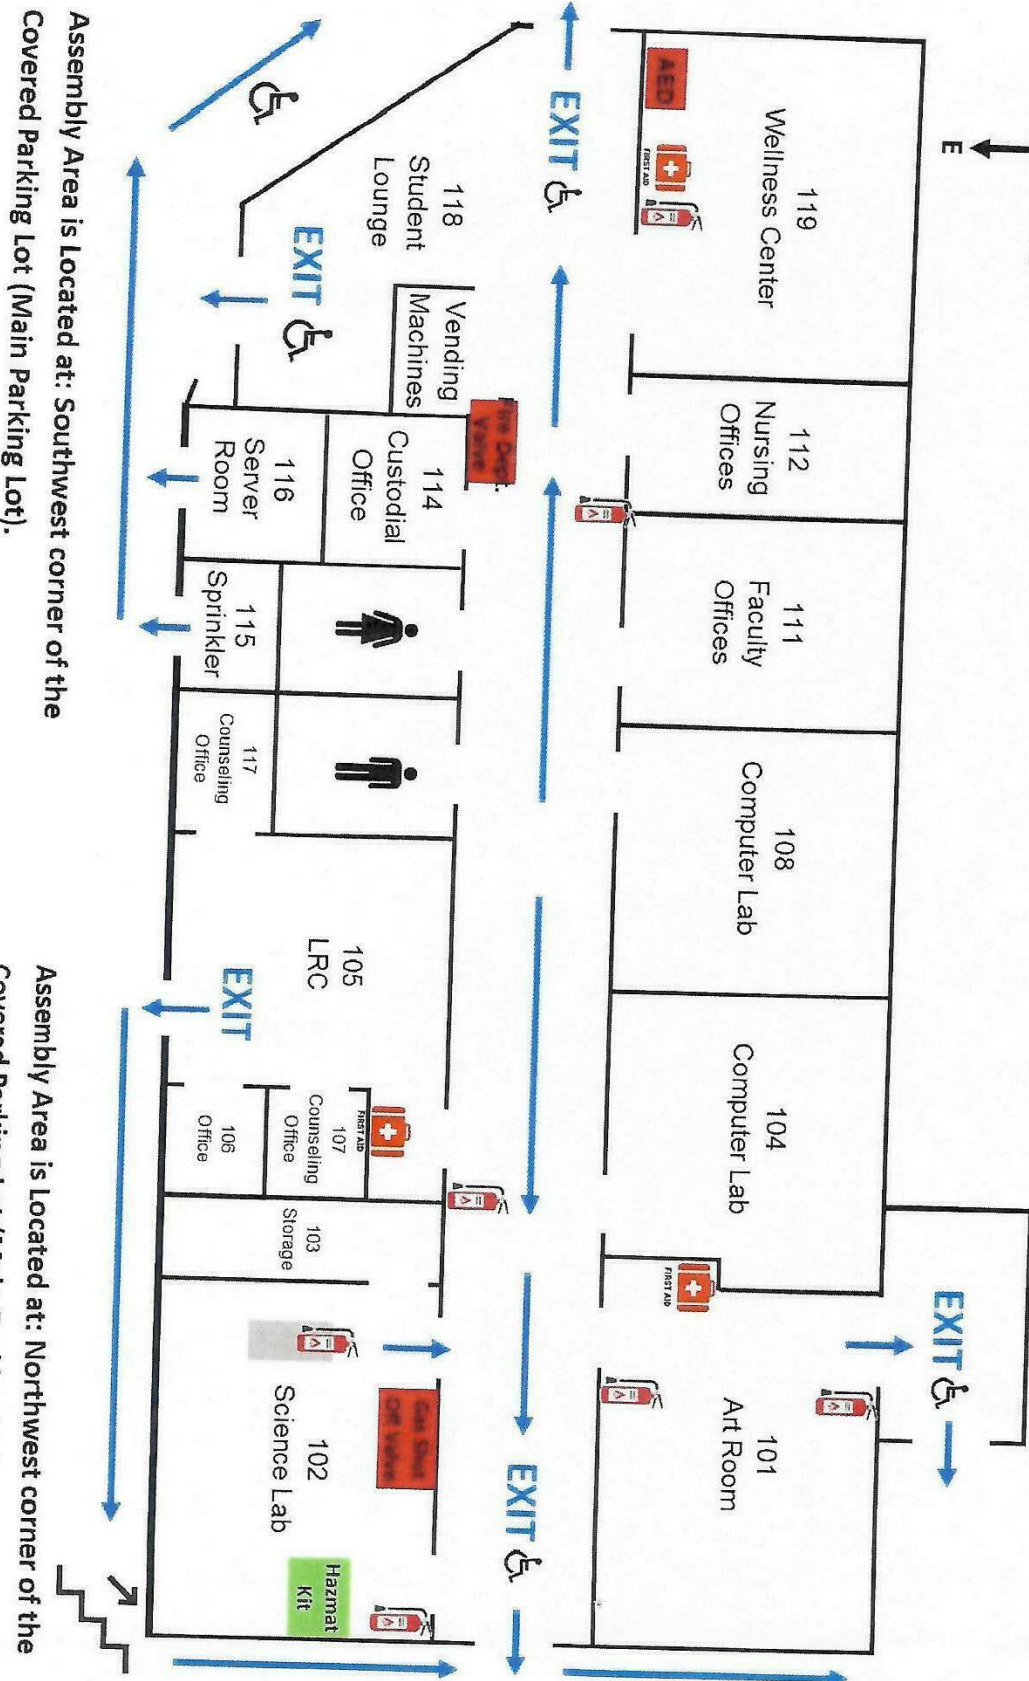 E
119
Wellness Center
AED
FIRST AID
EXIT
112
Nursing
Offices
111
Faculty
Offices
108
Computer Lab
104
Computer Lab
FIRST AID
EXIT
101
Art Room
118
Student
Lounge
EXIT
Vending
Machines
Fire Dept.
Valve
114
Custodial
Office
116
Server
Room
115
Sprinkler
117
Counseling
Office
105
LRC
EXIT
FIRST AID
107
Counseling
Office
106
Office
103
Storage
102
Science Lab
Gas Shut
Off Valve
Hazmat
Kit
EXIT
Assembly Area is Located at: Southwest corner of the
Covered Parking Lot (Main Parking Lot).
Assembly Area is Located at: Northwest corner of the